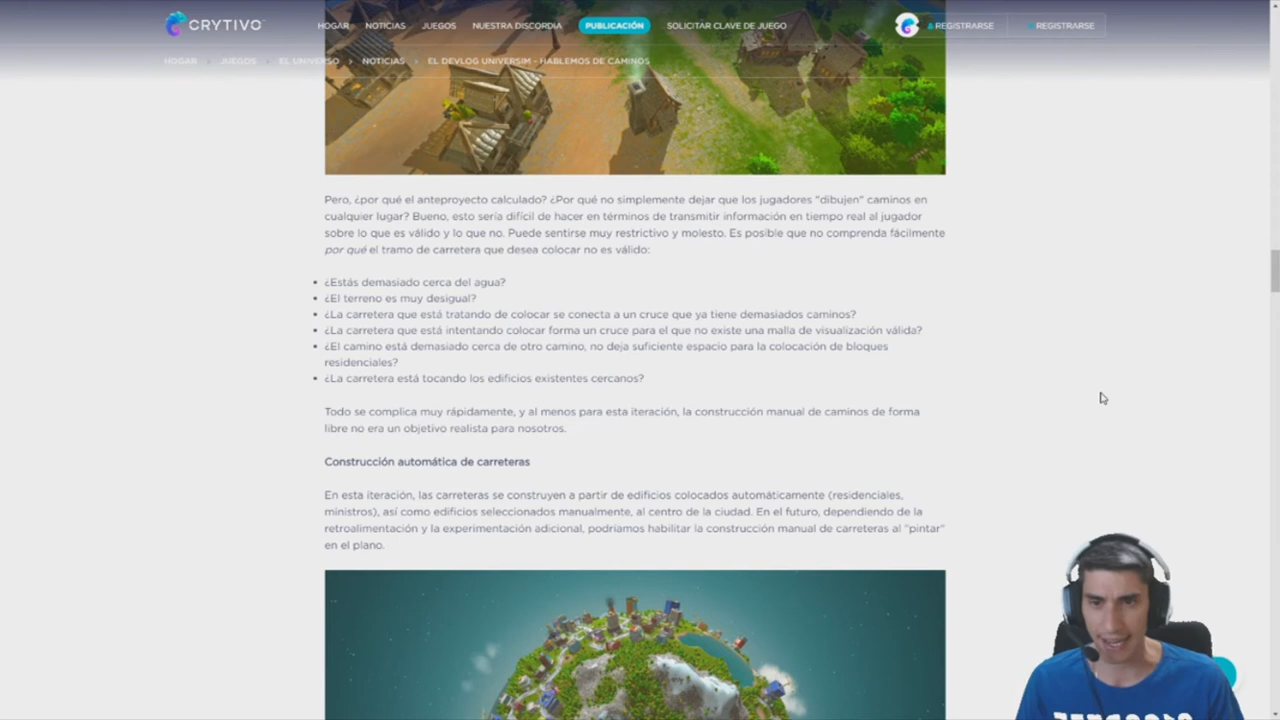 CRYTIVO
HOGAR NOTICIAS JUEGOS NUESTRA DISCORDIA PUBLICACIÓN SOLICITAR CLAVE DE JUEGO REGISTRARSE REGISTRARSE
HOGAR > JUEGOS > EL UNIVERSO > NOTICIAS > EL DEVLOG UNIVERSIM - HABLEMOS DE CAMINOS
Pero, ¿por qué el anteproyecto calculado? ¿Por qué no simplemente dejar que los jugadores "dibujen" caminos en
cualquier lugar? Bueno, esto sería difícil de hacer en términos de transmitir información en tiempo real al jugador
sobre lo que es válido y lo que no. Puede sentirse muy restrictivo y molesto. Es posible que no comprenda fácilmente
por qué el tramo de carretera que desea colocar no es válido:
• ¿Estás demasiado cerca del agua?
• ¿El terreno es muy desigual?
• ¿La carretera que está tratando de colocar se conecta a un cruce que ya tiene demasiados caminos?
• ¿La carretera que está intentando colocar forma un cruce para el que no existe una malla de visualización válida?
• ¿El camino está demasiado cerca de otro camino, no deja suficiente espacio para la colocación de bloques
residenciales?
• ¿La carretera está tocando los edificios existentes cercanos?
Todo se complica muy rápidamente, y al menos para esta iteración, la construcción manual de caminos de forma
libre no era un objetivo realista para nosotros.
Construcción automática de carreteras
En esta iteración, las carreteras se construyen a partir de edificios colocados automáticamente (residenciales,
ministros), así como edificios seleccionados manualmente, al centro de la ciudad. En el futuro, dependiendo de la
retroalimentación y la experimentación adicional, podríamos habilitar la construcción manual de carreteras al "pintar"
en el plano.